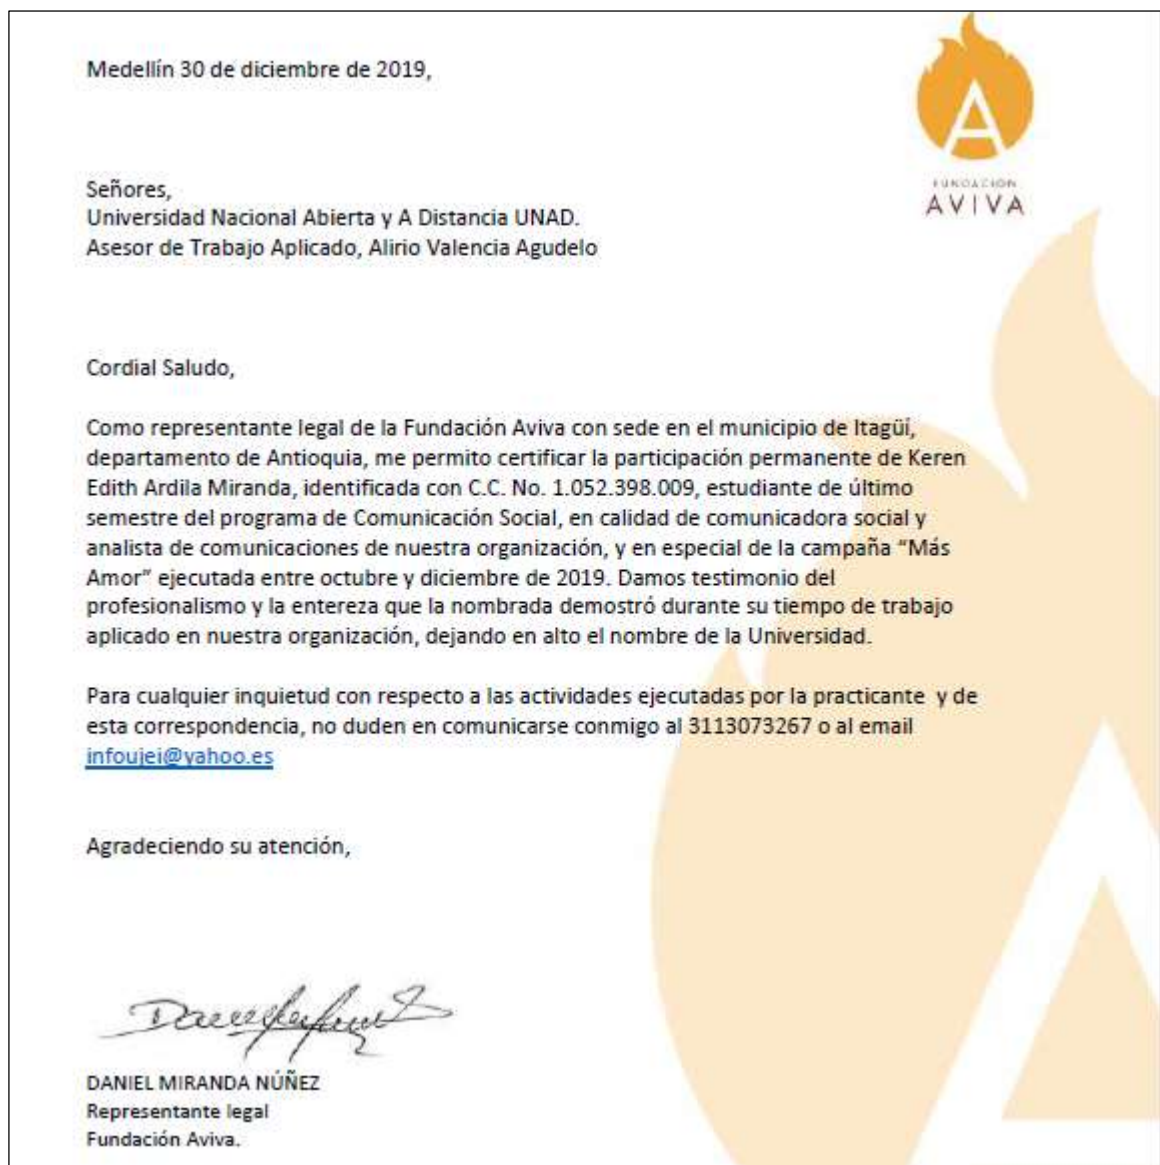 Medellín 30 de diciembre de 2019,
FUNDACIÓN
AVIVA
Señores,
Universidad Nacional Abierta y A Distancia UNAD.
Asesor de Trabajo Aplicado, Alirio Valencia Agudelo
Cordial Saludo,
Como representante legal de la Fundación Aviva con sede en el municipio de Itagüí,
departamento de Antioquia, me permito certificar la participación permanente de Keren
Edith Ardila Miranda, identificada con C.C. No. 1.052.398.009, estudiante de último
semestre del programa de Comunicación Social, en calidad de comunicadora social y
analista de comunicaciones de nuestra organización, y en especial de la campaña “Más
Amor” ejecutada entre octubre y diciembre de 2019. Damos testimonio del
profesionalismo y la entereza que la nombrada demostró durante su tiempo de trabajo
aplicado en nuestra organización, dejando en alto el nombre de la Universidad.
Para cualquier inquietud con respecto a las actividades ejecutadas por la practicante y de
esta correspondencia, no duden en comunicarse conmigo al 3113073267 o al email
infoujei@yahoo.es
Agradeciendo su atención,
DANIEL MIRANDA NÚÑEZ
Representante legal
Fundación Aviva.